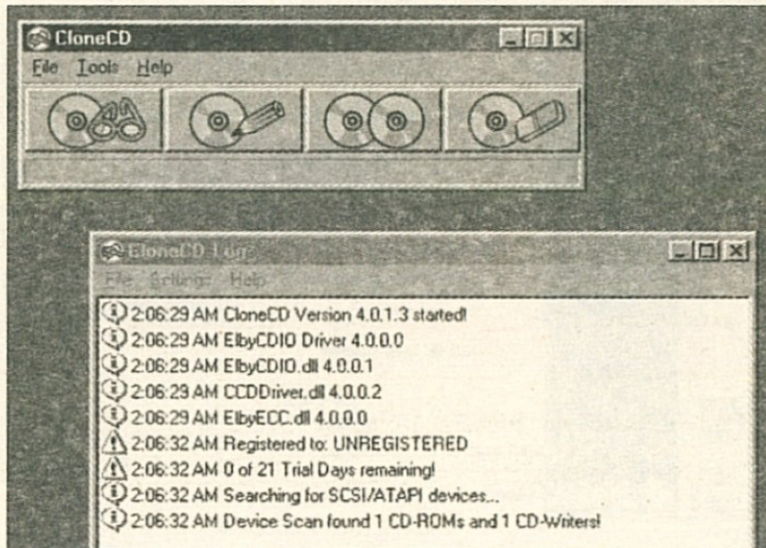 CloneCD
File Tools Help
CloneCD Log
File Settings Help
2:06:29 AM CloneCD Version 4.0.1.3 started!
2:06:29 AM ElbyCDIO Driver 4.0.0.0
2:06:29 AM ElbyCDIO.dll 4.0.0.1
2:06:29 AM CCDDriver.dll 4.0.0.2
2:06:29 AM ElbyECC.dll 4.0.0.0
2:06:32 AM Registered to: UNREGISTERED
2:06:32 AM 0 of 21 Trial Days remaining!
2:06:32 AM Searching for SCSI/ATAPI devices...
2:06:32 AM Device Scan found 1 CD-ROMs and 1 CD-Writers!